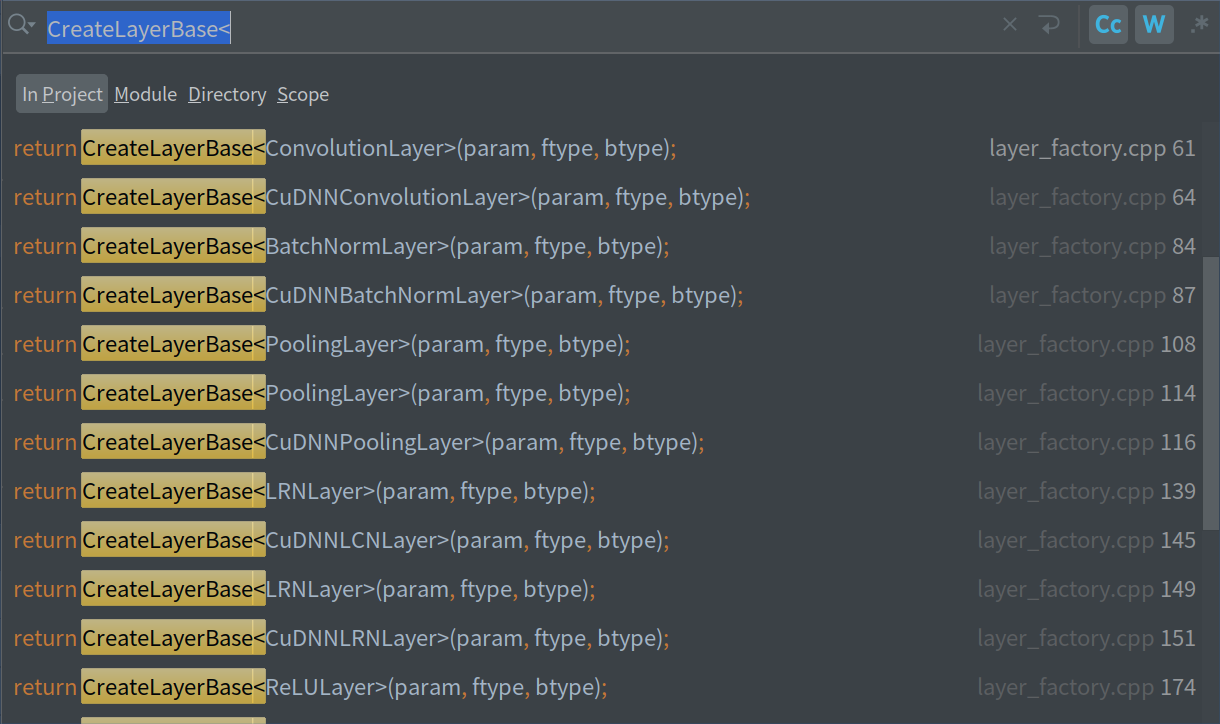 CreateLayerBase<
Cc W .*
In Project Module Directory Scope
return CreateLayerBase<ConvolutionLayer>(param, ftype, btype); layer_factory.cpp 61
return CreateLayerBase<CuDNNConvolutionLayer>(param, ftype, btype); layer_factory.cpp 64
return CreateLayerBase<BatchNormLayer>(param, ftype, btype); layer_factory.cpp 84
return CreateLayerBase<CuDNNBatchNormLayer>(param, ftype, btype); layer_factory.cpp 87
return CreateLayerBase<PoolingLayer>(param, ftype, btype); layer_factory.cpp 108
return CreateLayerBase<PoolingLayer>(param, ftype, btype); layer_factory.cpp 114
return CreateLayerBase<CuDNNPoolingLayer>(param, ftype, btype); layer_factory.cpp 116
return CreateLayerBase<LRNLayer>(param, ftype, btype); layer_factory.cpp 139
return CreateLayerBase<CuDNNLCNLayer>(param, ftype, btype); layer_factory.cpp 145
return CreateLayerBase<LRNLayer>(param, ftype, btype); layer_factory.cpp 149
return CreateLayerBase<CuDNNLRNLayer>(param, ftype, btype); layer_factory.cpp 151
return CreateLayerBase<ReLULayer>(param, ftype, btype); layer_factory.cpp 174